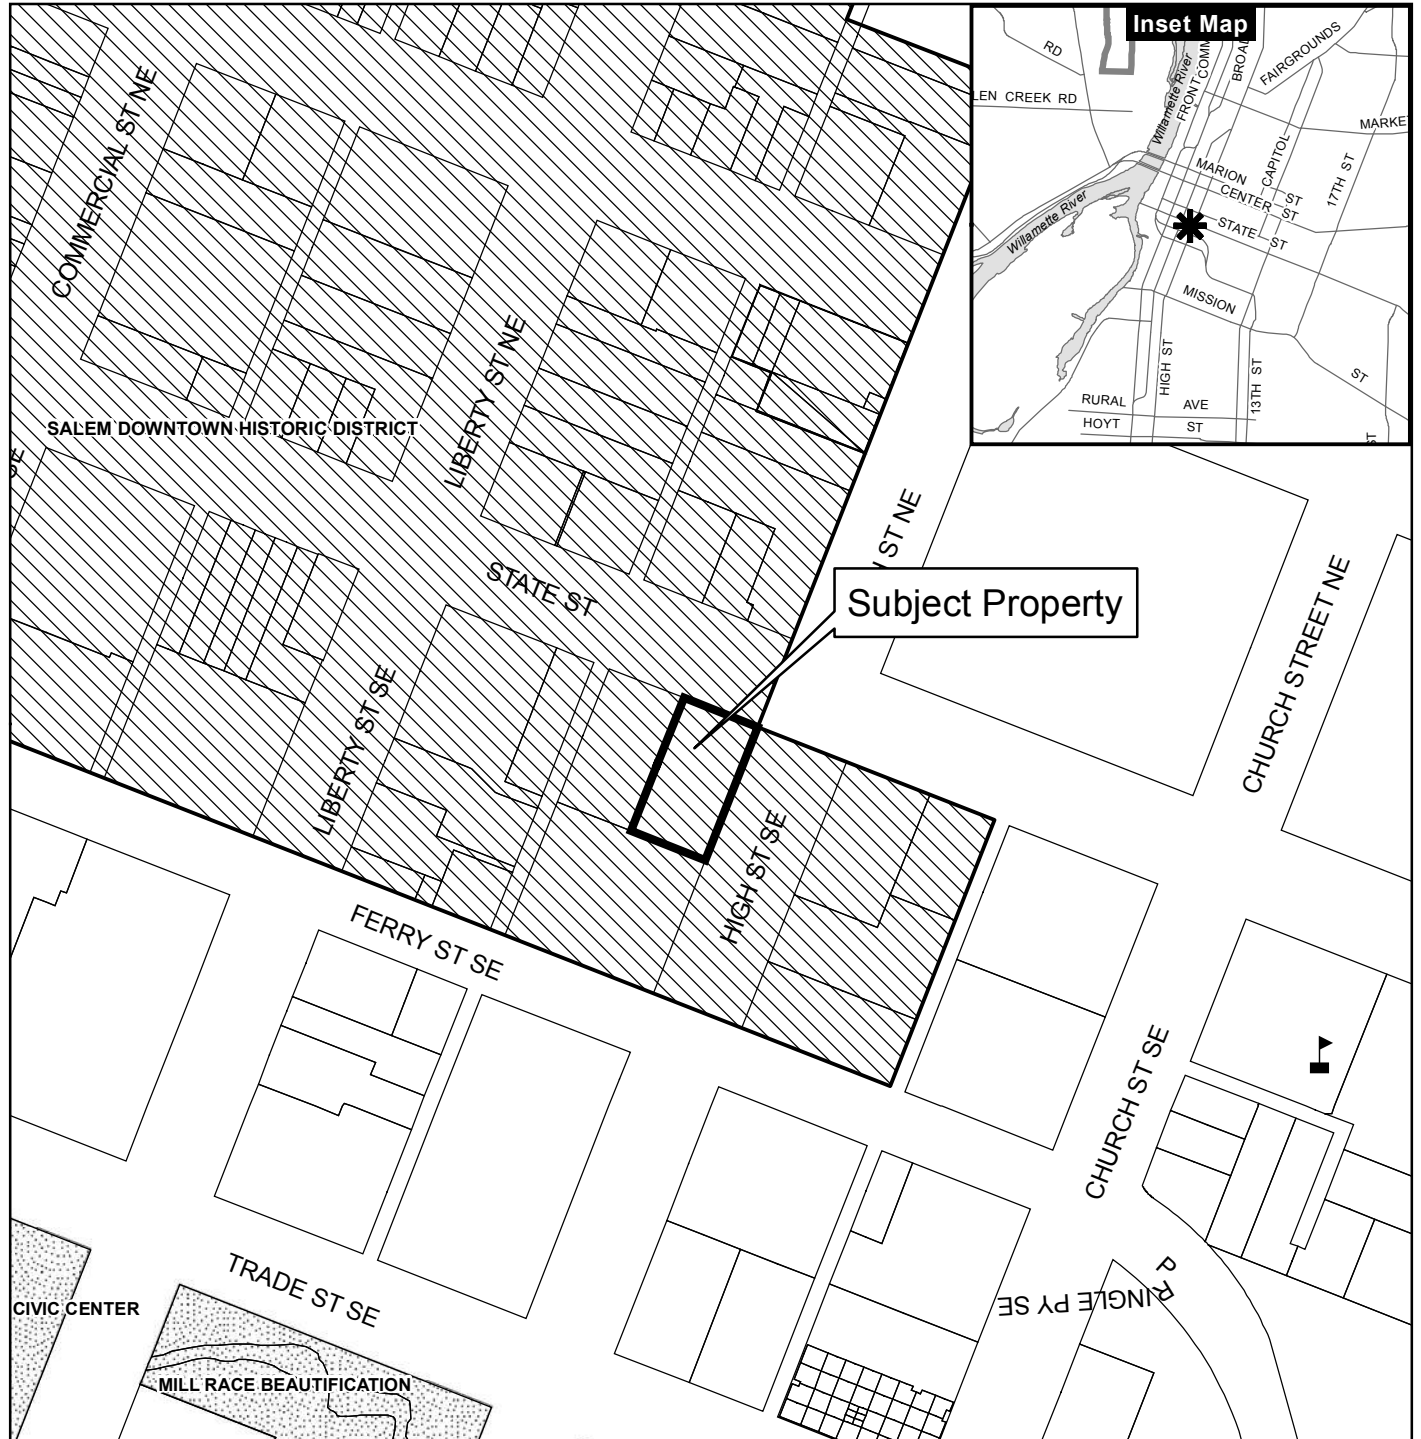 Inset Map
RD
LEN CREEK RD
Willamette River
FRONT
COMM
BROAD
FAIRGROUNDS
MARKE
CAPITOL
17TH ST
MARION ST
CENTER ST
STATE ST
Willamette River
MISSION
ST
HIGH ST
13TH ST
RURAL AVE
HOYT ST
ST
COMMERCIAL ST NE
LIBERTY ST NE
SALEM DOWNTOWN HISTORIC DISTRICT
SE
ST NE
STATE ST
Subject Property
CHURCH STREET NE
LIBERTY ST SE
HIGH ST SE
FERRY ST SE
CHURCH ST SE
TRADE ST SE
PRINGLE PY SE
CIVIC CENTER
MILL RACE BEAUTIFICATION